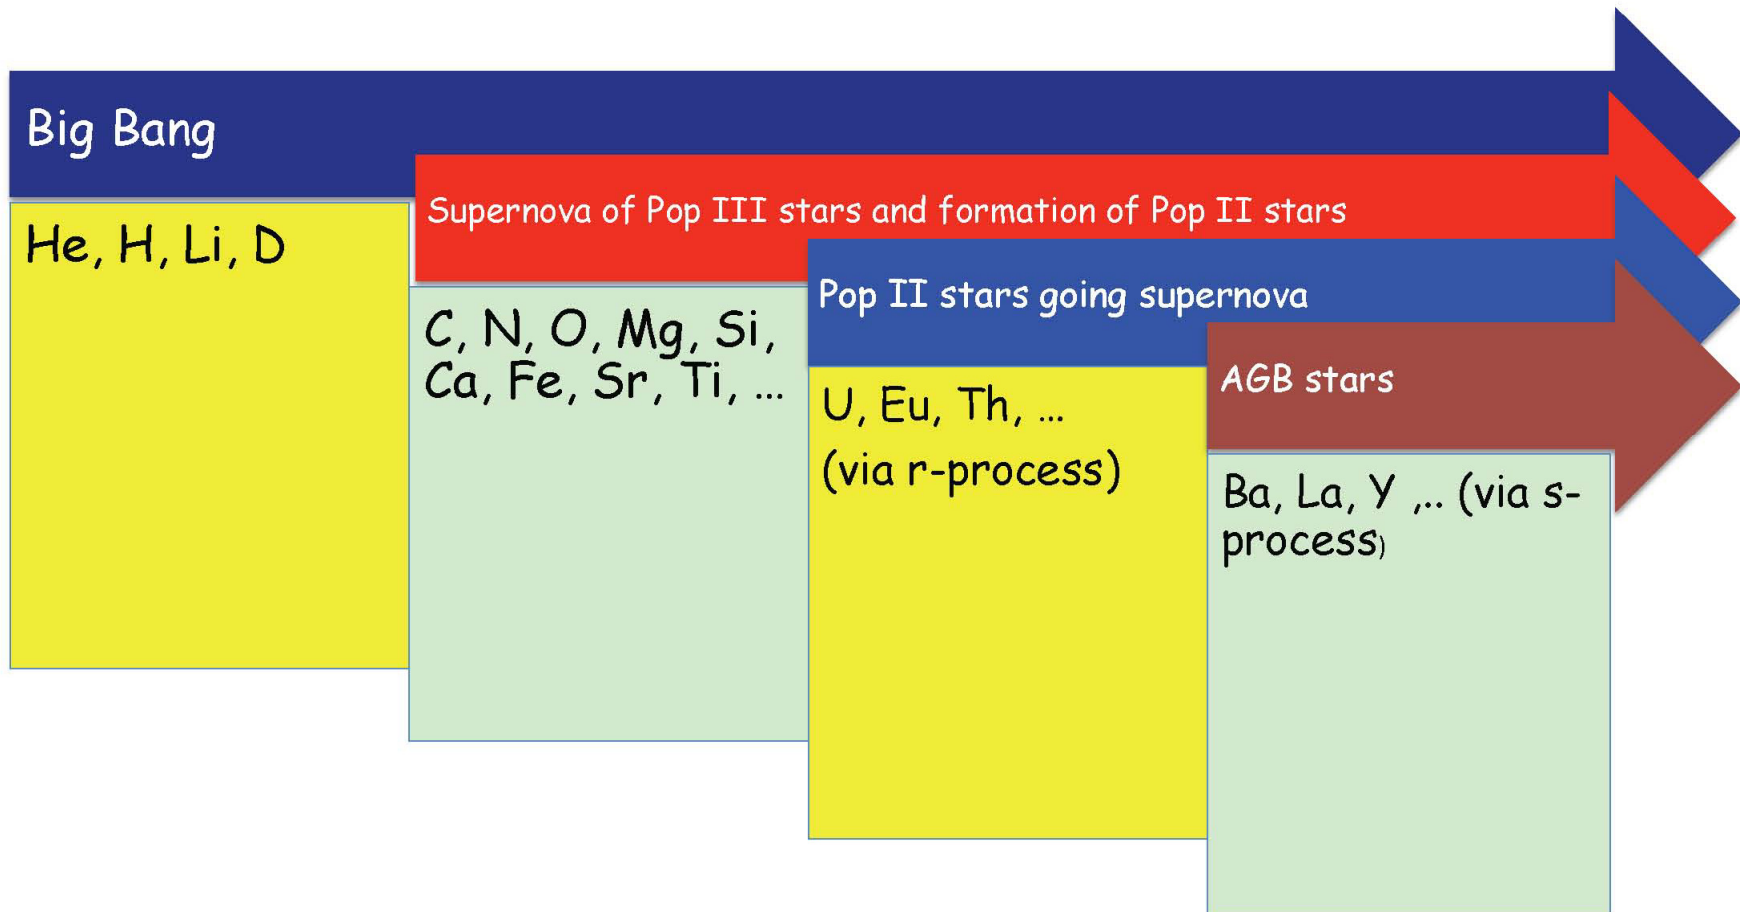 Big Bang
He, H, Li, D
Supernova of Pop III stars and formation of Pop II stars
C, N, O, Mg, Si,
Ca, Fe, Sr, Ti, ...
Pop II stars going supernova
U, Eu, Th, ...
(via r-process)
AGB stars
Ba, La, Y ,.. (via s-
process)